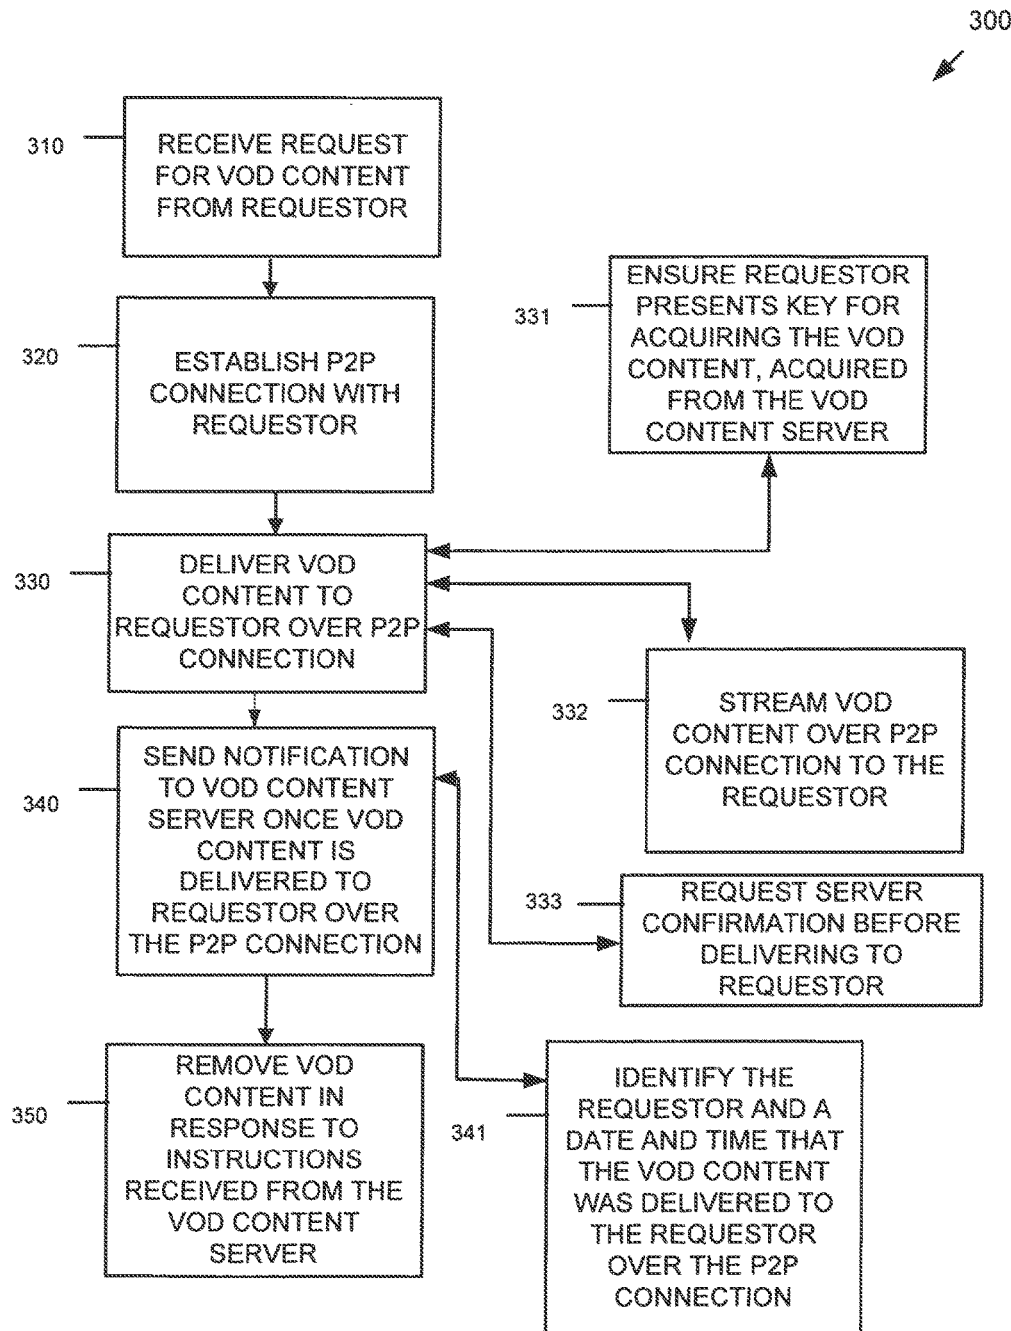 300
310
RECEIVE REQUEST
FOR VOD CONTENT
FROM REQUESTOR
320
ESTABLISH P2P
CONNECTION WITH
REQUESTOR
331
ENSURE REQUESTOR
PRESENTS KEY FOR
ACQUIRING THE VOD
CONTENT, ACQUIRED
FROM THE VOD
CONTENT SERVER
330
DELIVER VOD
CONTENT TO
REQUESTOR OVER P2P
CONNECTION
332
STREAM VOD
CONTENT OVER P2P
CONNECTION TO THE
REQUESTOR
340
SEND NOTIFICATION
TO VOD CONTENT
SERVER ONCE VOD
CONTENT IS
DELIVERED TO
REQUESTOR OVER
THE P2P CONNECTION
333
REQUEST SERVER
CONFIRMATION BEFORE
DELIVERING TO
REQUESTOR
350
REMOVE VOD
CONTENT IN
RESPONSE TO
INSTRUCTIONS
RECEIVED FROM THE
VOD CONTENT
SERVER
341
IDENTIFY THE
REQUESTOR AND A
DATE AND TIME THAT
THE VOD CONTENT
WAS DELIVERED TO
THE REQUESTOR
OVER THE P2P
CONNECTION